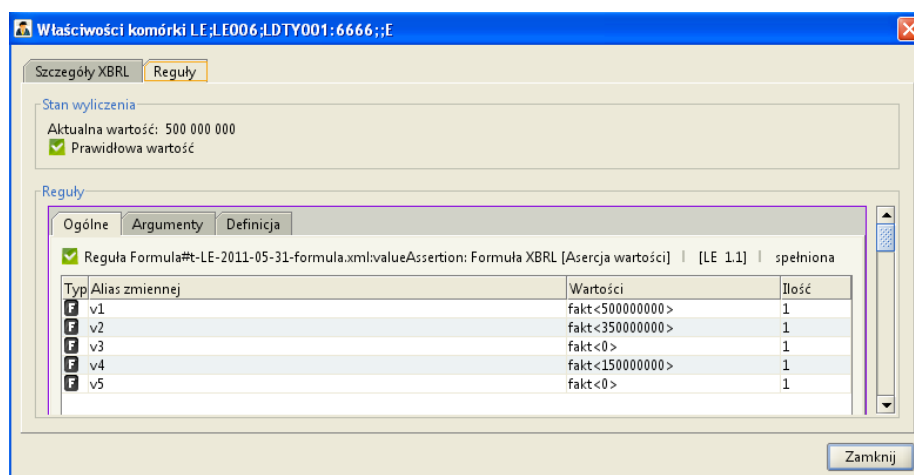 Właściwości komórki LE;LE006;LDTY001:6666;;E
Szczegóły XBRL Reguły
Stan wyliczenia
Aktualna wartość: 500 000 000
Prawidłowa wartość
Reguły
Ogólne Argumenty Definicja
Reguła Formula#t-LE-2011-05-31-formula.xml:valueAssertion: Formuła XBRL [Asercja wartości] | [LE 1.1] | spełniona
Typ Alias zmiennej Wartości Ilość
F v1 fakt<500000000> 1
F v2 fakt<350000000> 1
F v3 fakt<0> 1
F v4 fakt<150000000> 1
F v5 fakt<0> 1
Zamknij